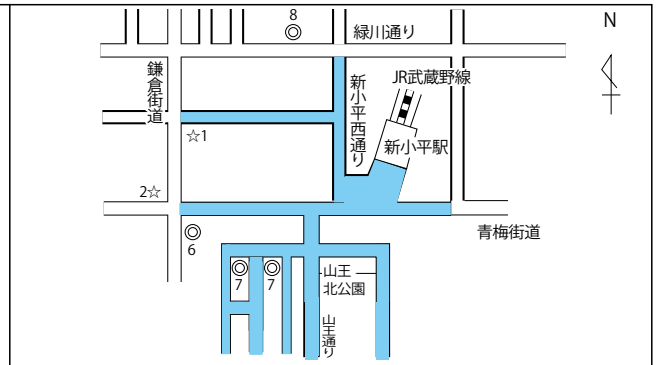 8
◎
緑川通り
N
鎌倉街道
新小平西通り
JR武蔵野線
新小平駅
☆1
2☆
青梅街道
◎
6
◎
7
◎
7
山王
北公園
山王通り